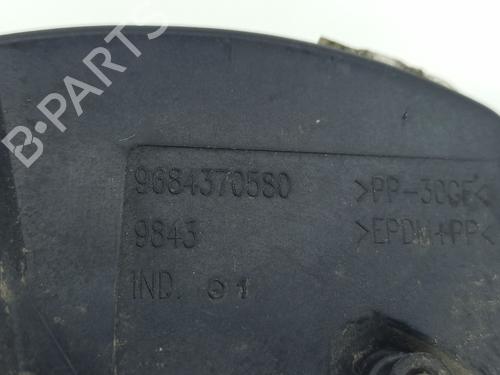 9684370580 >PP-30GF<
9843 >EPDM+PP<
IND. 01
B-PARTS